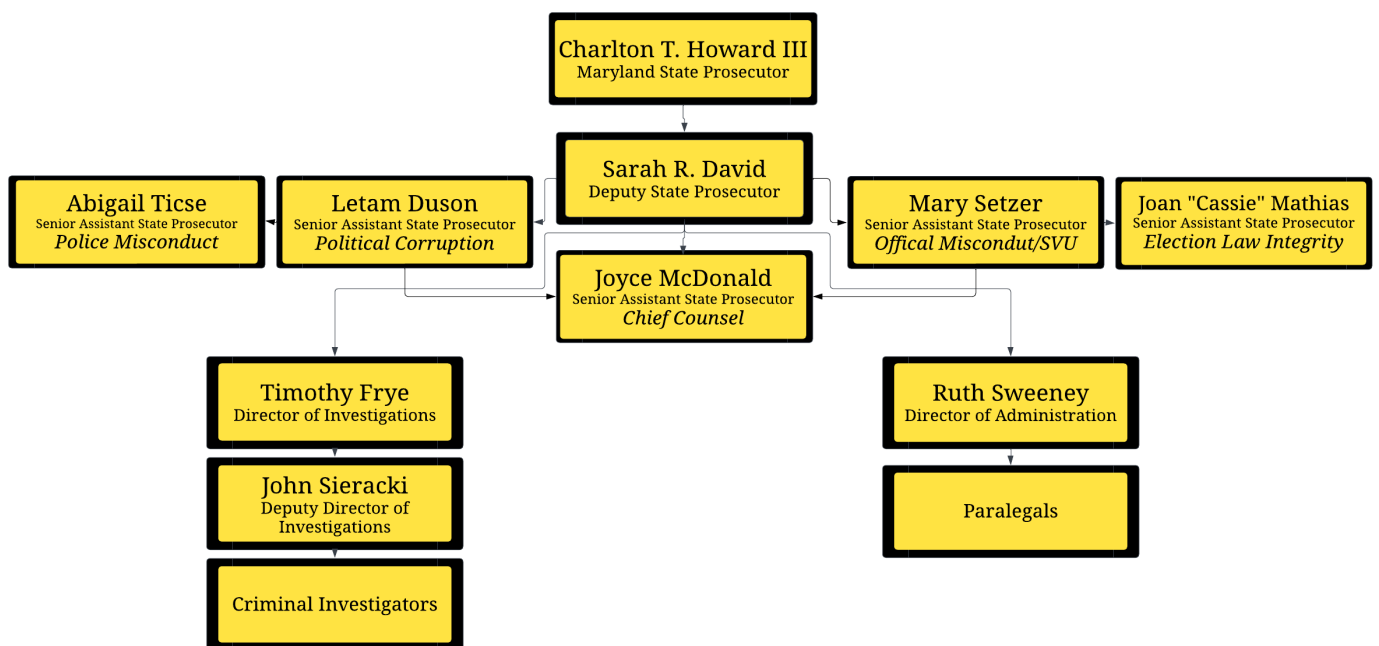 Charlton T. Howard III
Maryland State Prosecutor
Sarah R. David
Deputy State Prosecutor
Abigail Ticse
Senior Assistant State Prosecutor
Police Misconduct
Letam Duson
Senior Assistant State Prosecutor
Political Corruption
Mary Setzer
Senior Assistant State Prosecutor
Offical Miscondut/SVU
Joan "Cassie" Mathias
Senior Assistant State Prosecutor
Election Law Integrity
Joyce McDonald
Senior Assistant State Prosecutor
Chief Counsel
Timothy Frye
Director of Investigations
Ruth Sweeney
Director of Administration
John Sieracki
Deputy Director of
Investigations
Paralegals
Criminal Investigators